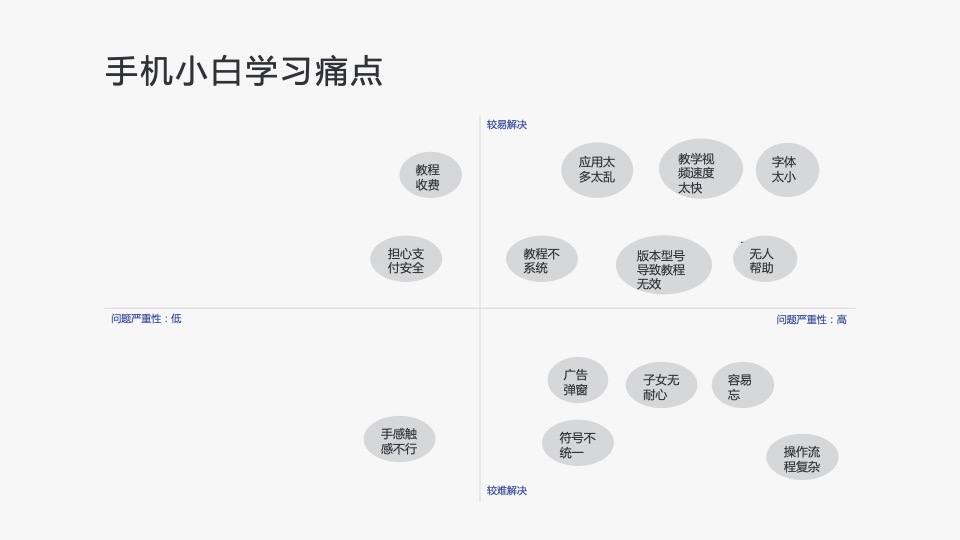 手机小白学习痛点
较易解决
教程
收费
应用太
多太乱
教学视
频速度
太快
字体
太小
担心支
付安全
教程不
系统
版本型号
导致教程
无效
无人
帮助
问题严重性：低
问题严重性：高
广告
弹窗
子女无
耐心
容易
忘
手感触
感不行
符号不
统一
操作流
程复杂
较难解决